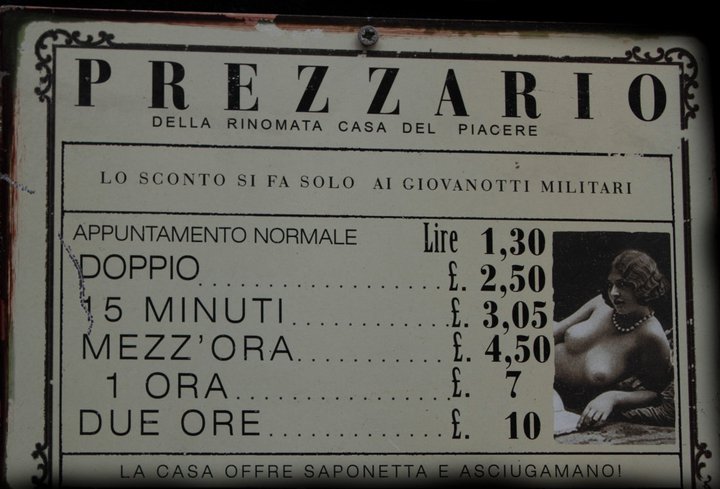 PREZZARIO
DELLA RINOMATA CASA DEL PIACERE
LO SCONTO SI FA SOLO AI GIOVANOTTI MILITARI
APPUNTAMENTO NORMALE Lire 1,30
DOPPIO....................£. 2,50
15 MINUTI..............£. 3,05
MEZZ'ORA.............£. 4,50
1 ORA...................£. 7
DUE ORE................£. 10
LA CASA OFFRE SAPONETTA E ASCIUGAMANO!